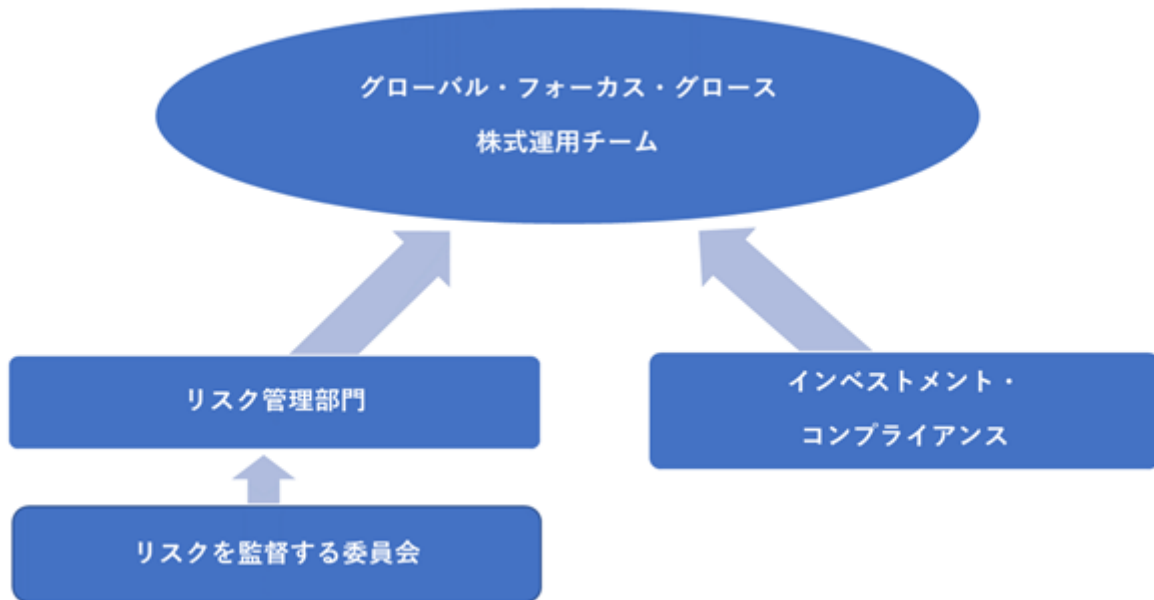 グローバル・フォーカス・グロース
株式運用チーム
リスク管理部門
インベストメント・
コンプライアンス
リスクを監督する委員会